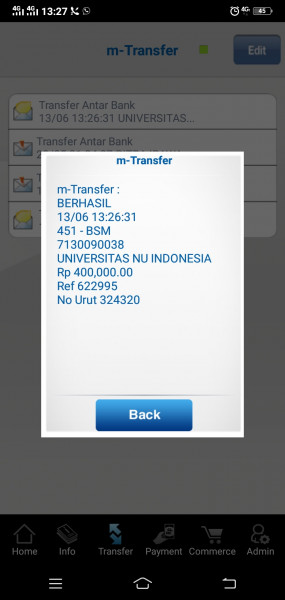 4G 4G 13:27
4G 45
m-Transfer
Edit
Transfer Antar Bank
13/06 13:26:31 UNIVERSITAS...
Transfer Antar Bank
m-Transfer
m-Transfer :
BERHASIL
13/06 13:26:31
451 - BSM
7130090038
UNIVERSITAS NU INDONESIA
Rp 400,000.00
Ref 622995
No Urut 324320
Back
Home Info Transfer Payment Commerce Admin